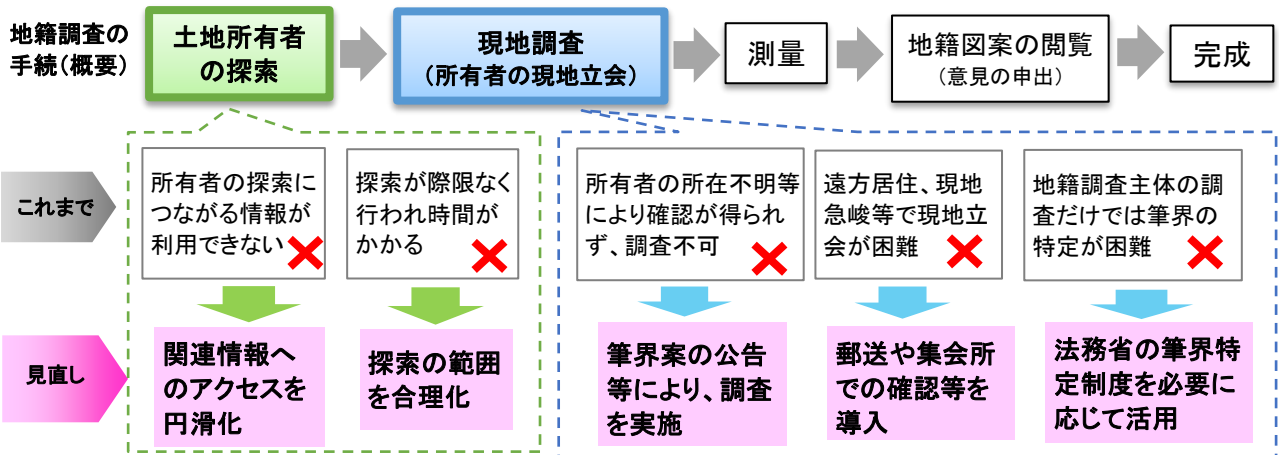 地籍調査の
手続(概要)
土地所有者
の探索
現地調査
(所有者の現地立会)
測量
地籍図案の閲覧
(意見の申出)
完成
これまで
所有者の探索に
つながる情報が
利用できない
探索が際限なく
行われ時間が
かかる
所有者の所在不明等
により確認が得られ
ず、調査不可
遠方居住、現地
急峻等で現地立
会が困難
地籍調査主体の調
査だけでは筆界の
特定が困難
見直し
関連情報へ
のアクセスを
円滑化
探索の範囲
を合理化
筆界案の公告
等により、調査
を実施
郵送や集会所
での確認等を
導入
法務省の筆界特
定制度を必要に
応じて活用